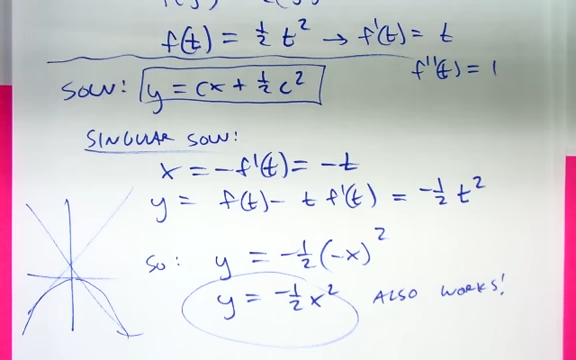 f(t) = ½ t² → f'(t) = t
f''(t) = 1
SOLN: y = cx + ½ c²
SINGULAR SOLN:
x = -f'(t) = -t
y = f(t) - t f'(t) = -½ t²
SO: y = -½ (-x)²
y = -½ x² ALSO WORKS!